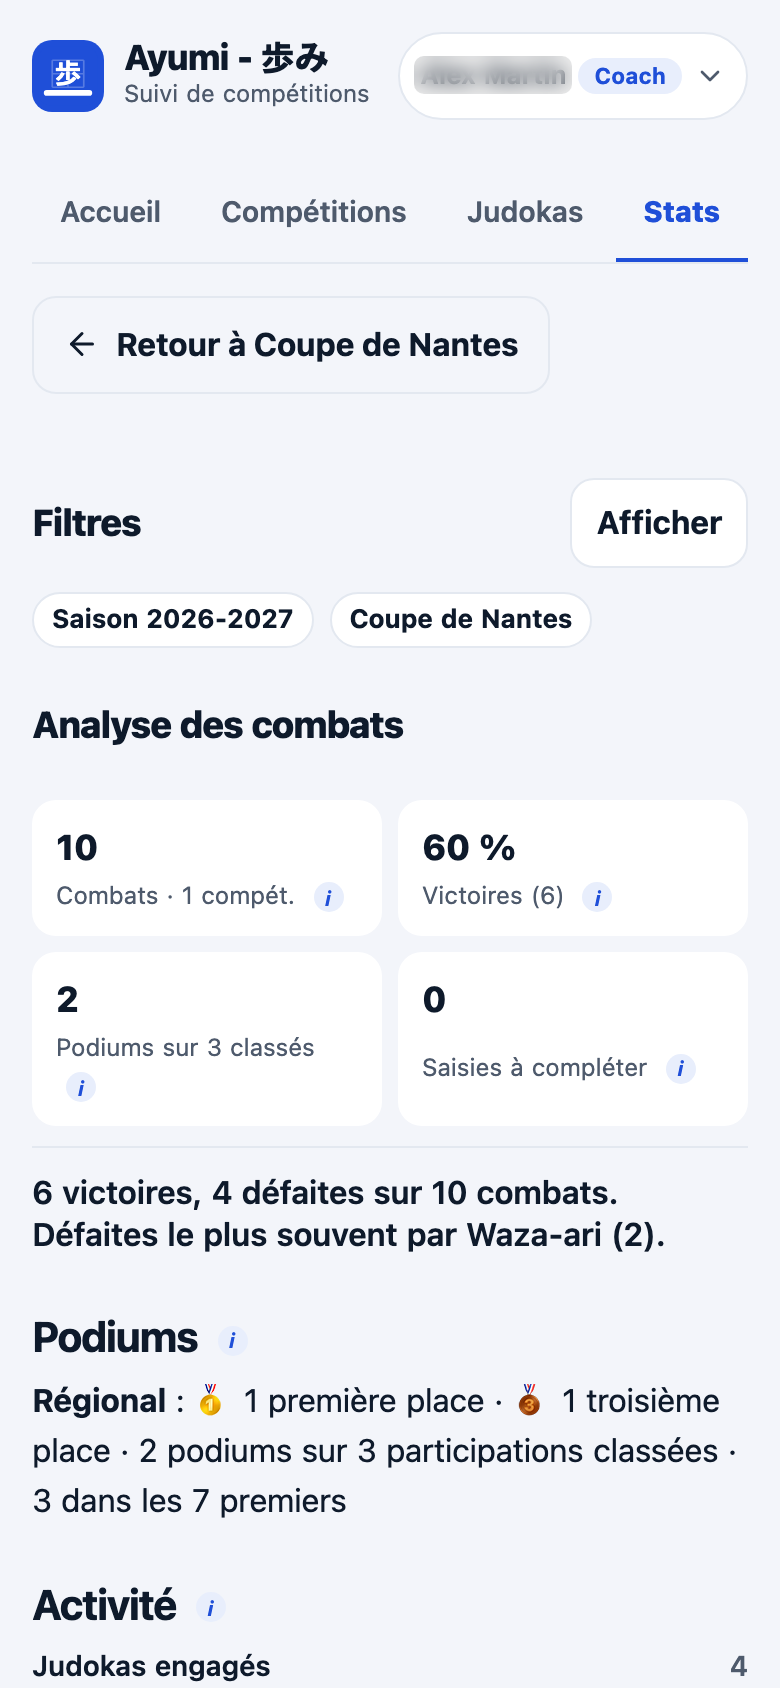 歩
Ayumi - 歩み
Suivi de compétitions
Coach
Accueil
Compétitions
Judokas
Stats
← Retour à Coupe de Nantes
Filtres
Afficher
Saison 2026-2027
Coupe de Nantes
Analyse des combats
10
Combats · 1 compét. i
60 %
Victoires (6) i
2
Podiums sur 3 classés
i
0
Saisies à compléter i
6 victoires, 4 défaites sur 10 combats.
Défaites le plus souvent par Waza-ari (2).
Podiums i
Régional : 🥇 1 première place · 🥉 1 troisième
place · 2 podiums sur 3 participations classées ·
3 dans les 7 premiers
Activité i
Judokas engagés 4